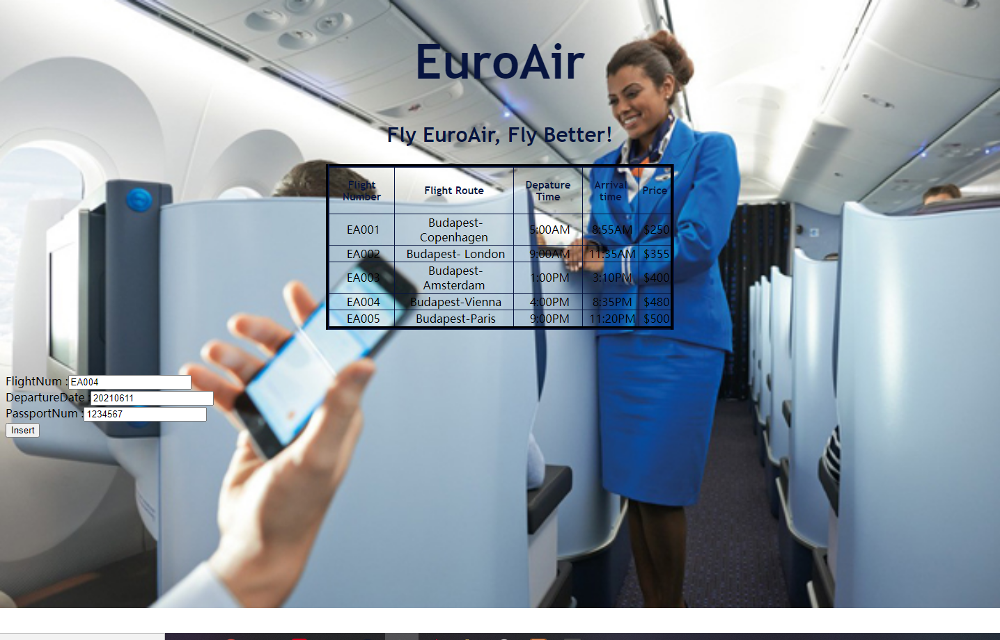 EuroAir
Fly EuroAir, Fly Better!
Flight Number Flight Route Depature Time Arrival time Price
EA001 Budapest- Copenhagen 5:00AM 8:55AM $250
EA002 Budapest- London 9:00AM 11:35AM $355
EA003 Budapest- Amsterdam 1:00PM 3:10PM $400
EA004 Budapest-Vienna 4:00PM 8:35PM $480
EA005 Budapest-Paris 9:00PM 11:20PM $500
FlightNum : EA004
DepartureDate : 20210611
PassportNum : 1234567
Insert